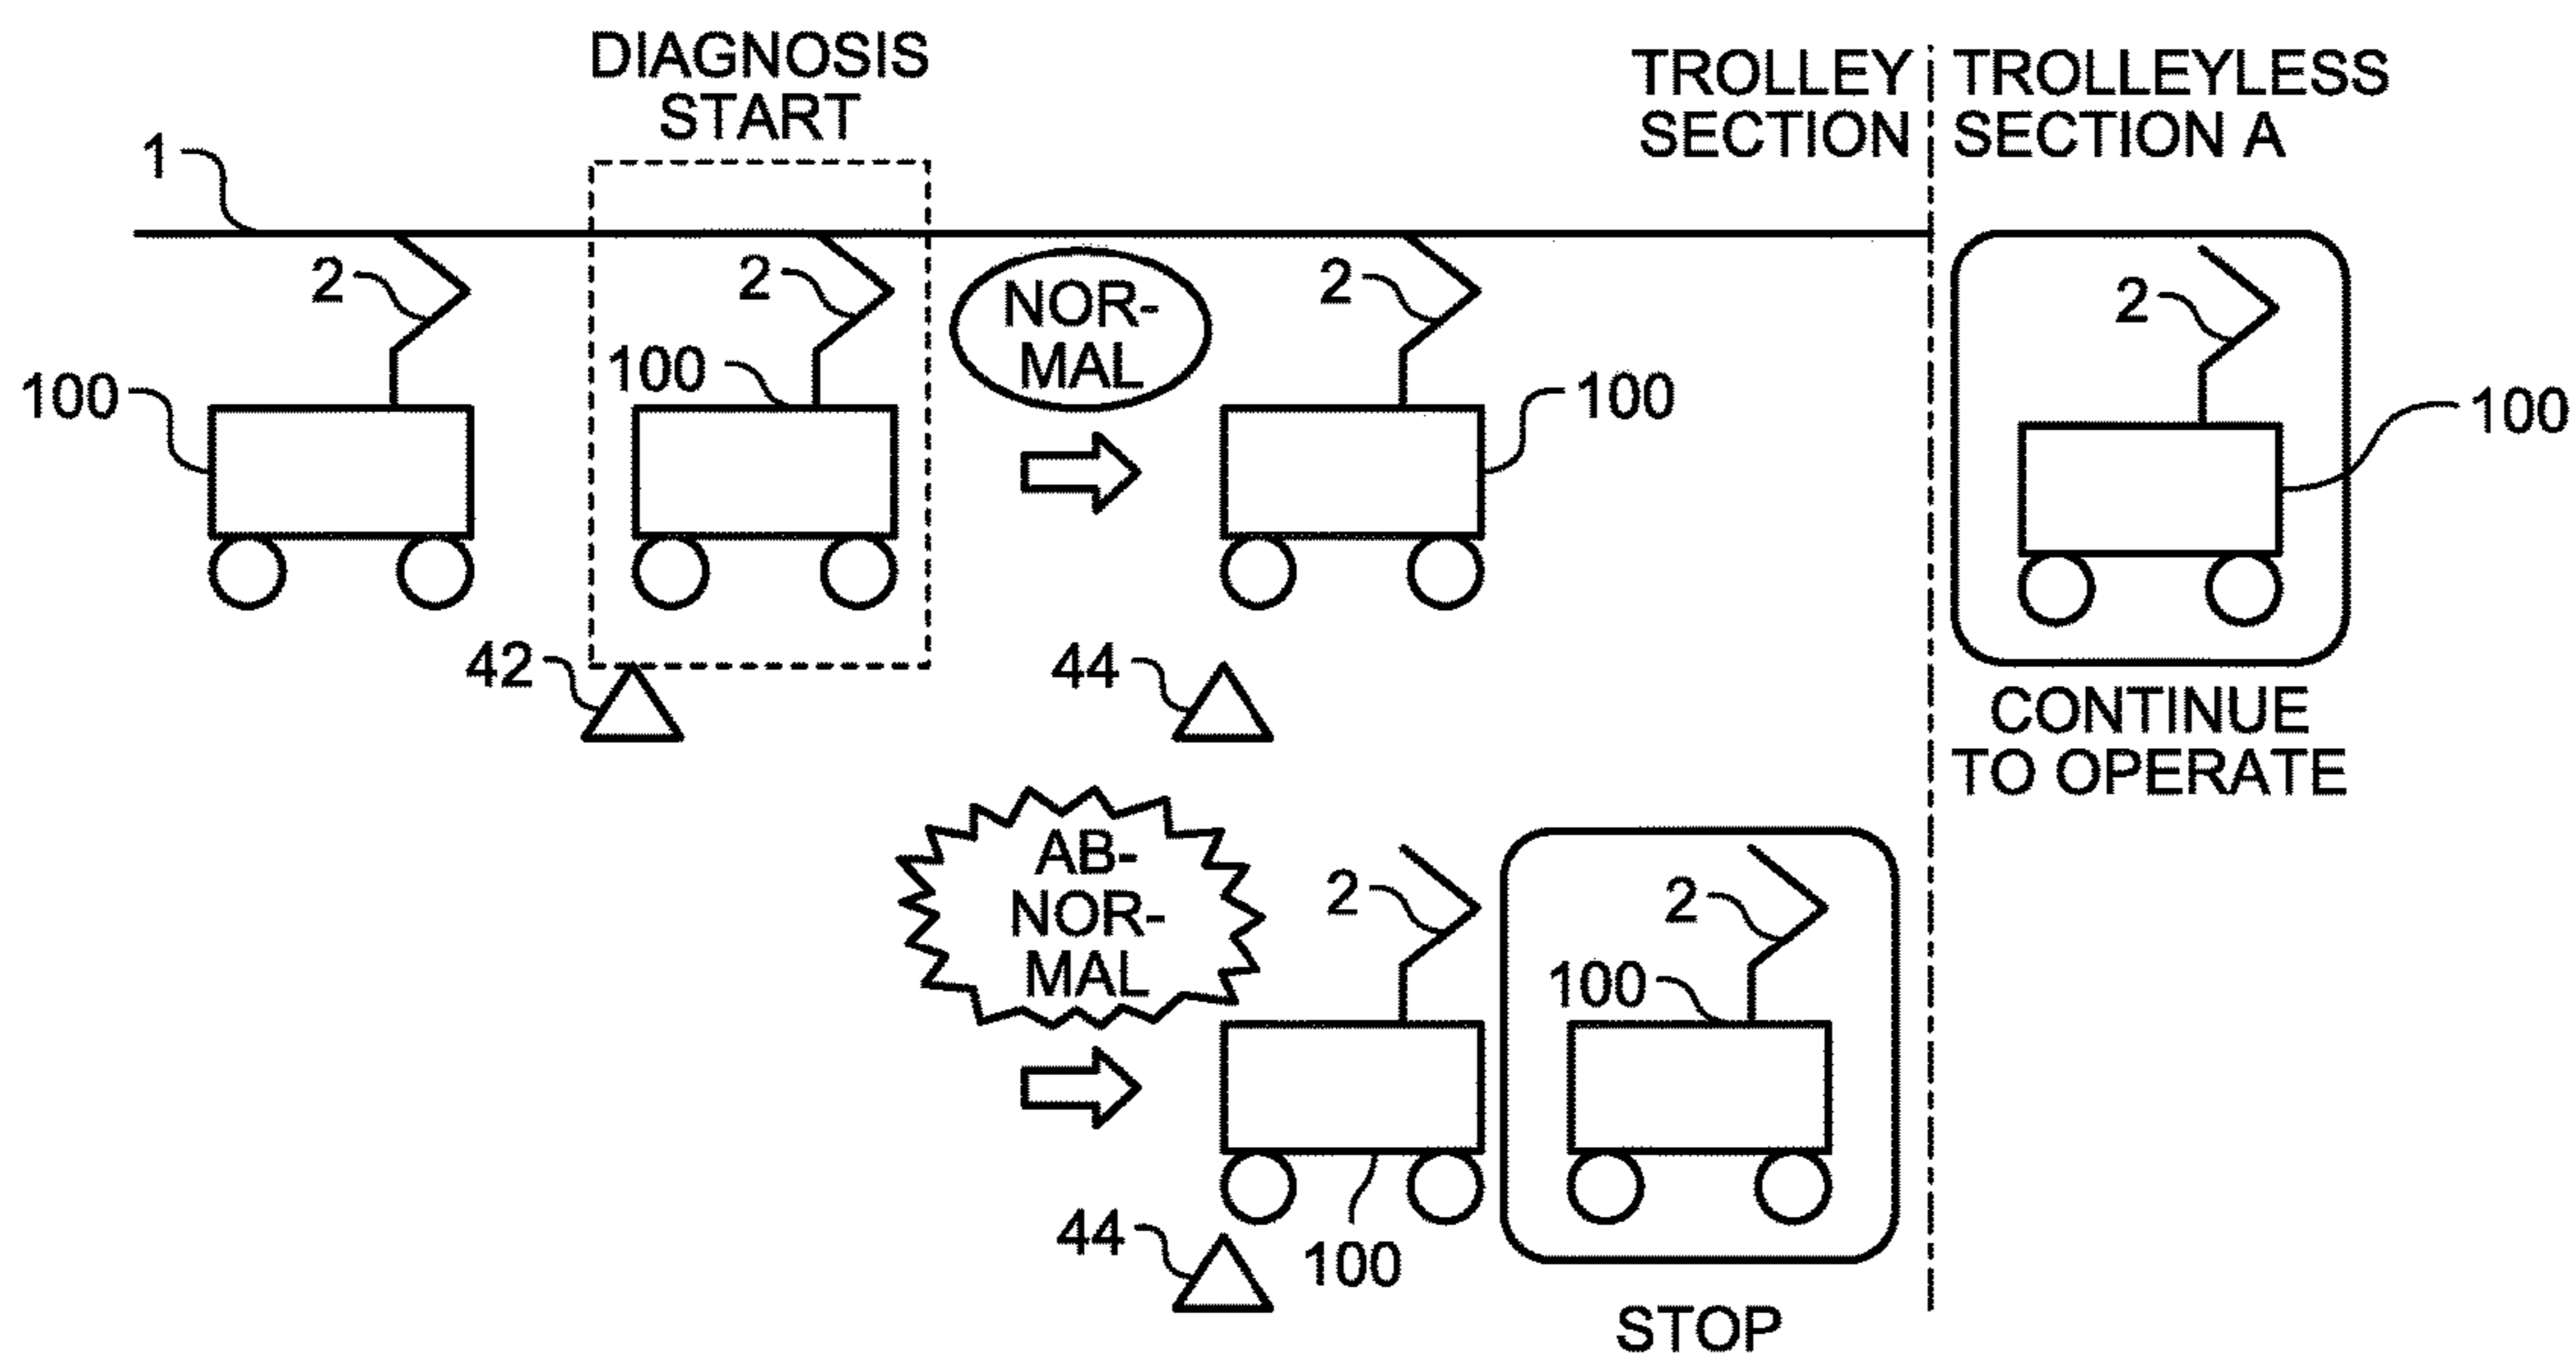 DIAGNOSIS
START
TROLLEY
SECTION
TROLLEYLESS
SECTION A
1
2
2
2
2
NOR-
MAL
100
100
100
100
42
44
CONTINUE
TO OPERATE
AB-
NOR-
MAL
2
2
100
44
100
STOP